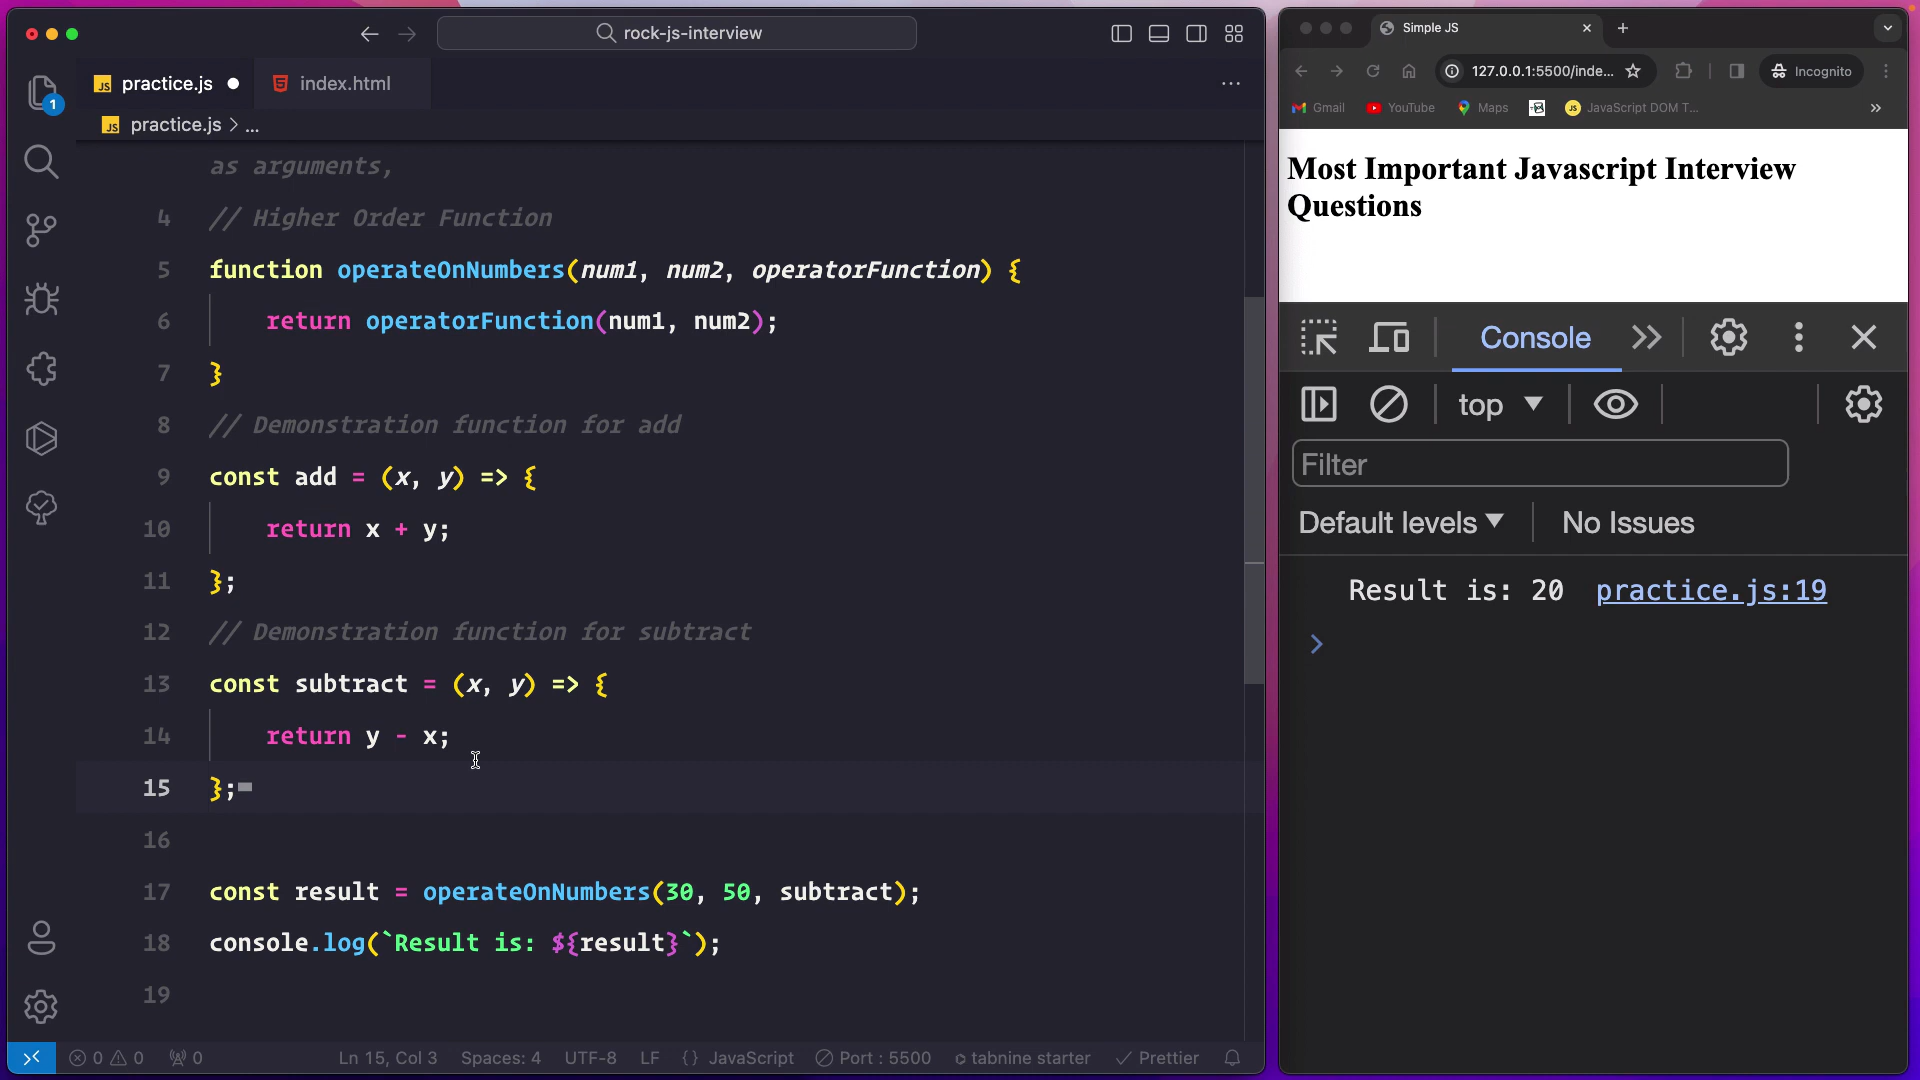 rock-js-interview
practice.js
index.html
practice.js > ...
as arguments,
4 // Higher Order Function
5 function operateOnNumbers(num1, num2, operatorFunction) {
6 return operatorFunction(num1, num2);
7 }
8 // Demonstration function for add
9 const add = (x, y) => {
10 return x + y;
11 };
12 // Demonstration function for subtract
13 const subtract = (x, y) => {
14 return y - x;
15 };
16
17 const result = operateOnNumbers(30, 50, subtract);
18 console.log(`Result is: ${result}`);
19
1
0 0 0 Ln 15, Col 3 Spaces: 4 UTF-8 LF {} JavaScript Port : 5500 tabnine starter Prettier
Simple JS
127.0.0.1:5500/inde... Incognito
Gmail YouTube Maps JavaScript DOM T... »
Most Important Javascript Interview
Questions
Console
top
Filter
Default levels No Issues
Result is: 20 practice.js:19